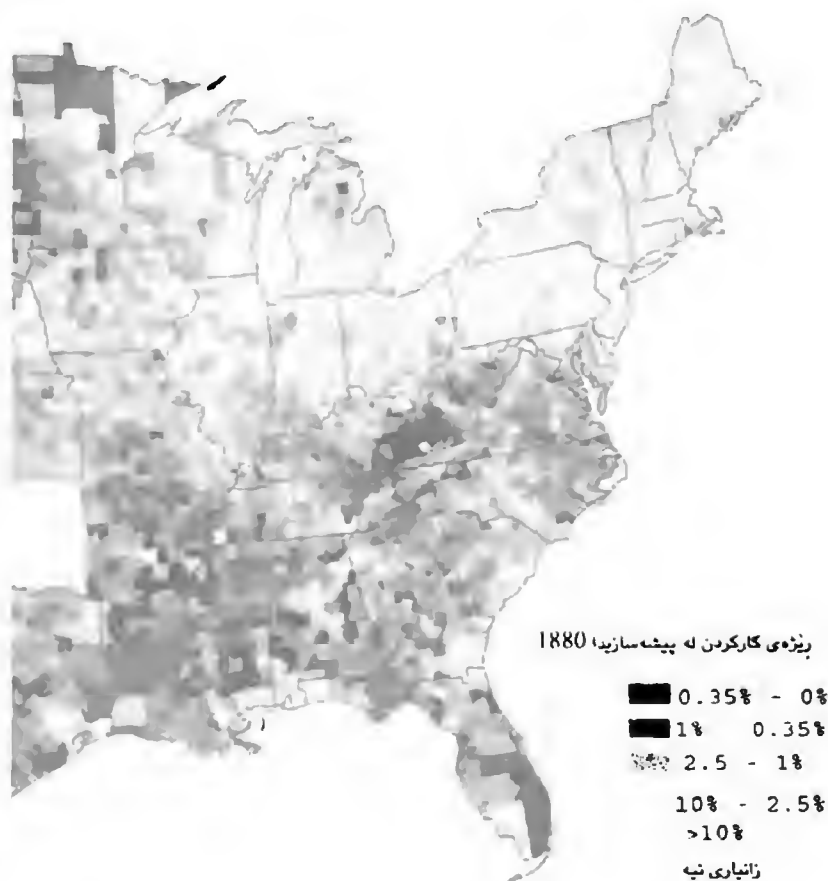 ڕێژەی کارکردن لە پیشەسازیدا 1880
0.35% - 0%
1% 0.35%
2.5 - 1%
10% - 2.5%
>10%
زانیاری نیە